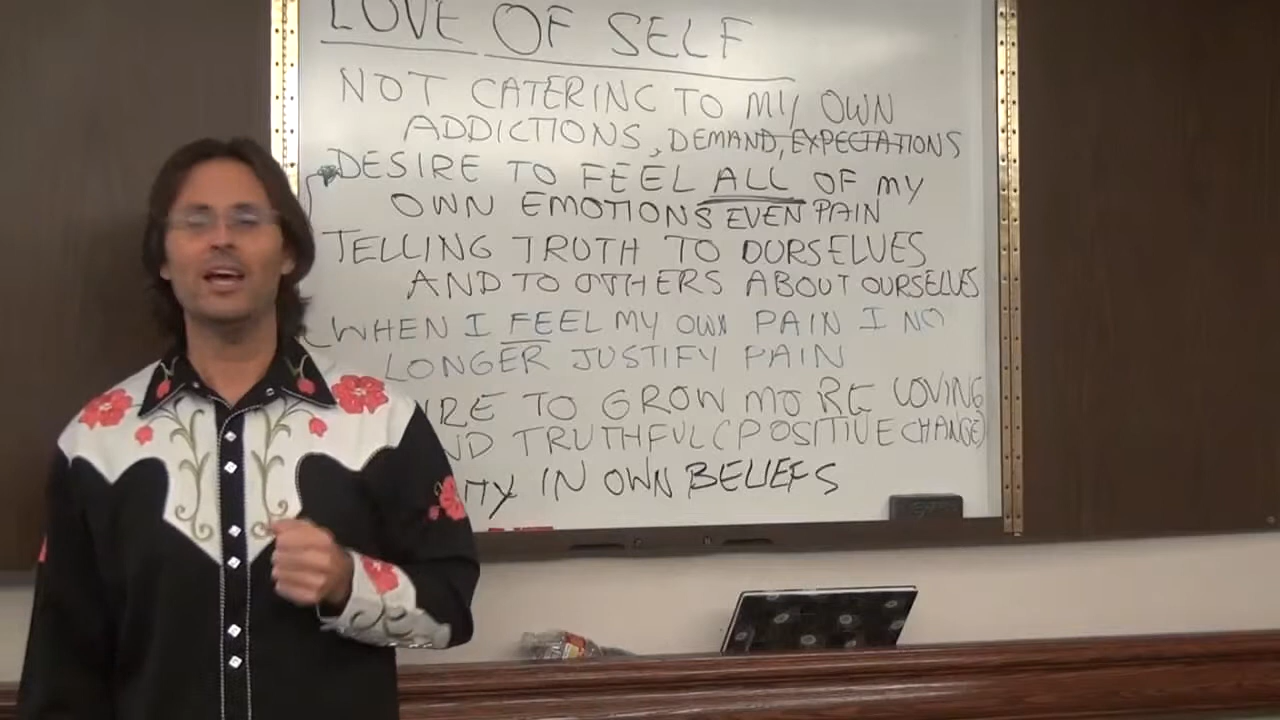 LOVE OF SELF
NOT CATERING TO MY OWN
ADDICTIONS, DEMAND, EXPECTATIONS
DESIRE TO FEEL ALL OF MY
OWN EMOTIONS EVEN PAIN
TELLING TRUTH TO OURSELVES
AND TO OTHERS ABOUT OURSELVES
WHEN I FEEL MY OWN PAIN I NO
LONGER JUSTIFY PAIN
IRE TO GROW MORE LOVING
ND TRUTHFUL (POSITIVE CHANGE)
ITY IN OWN BELIEFS